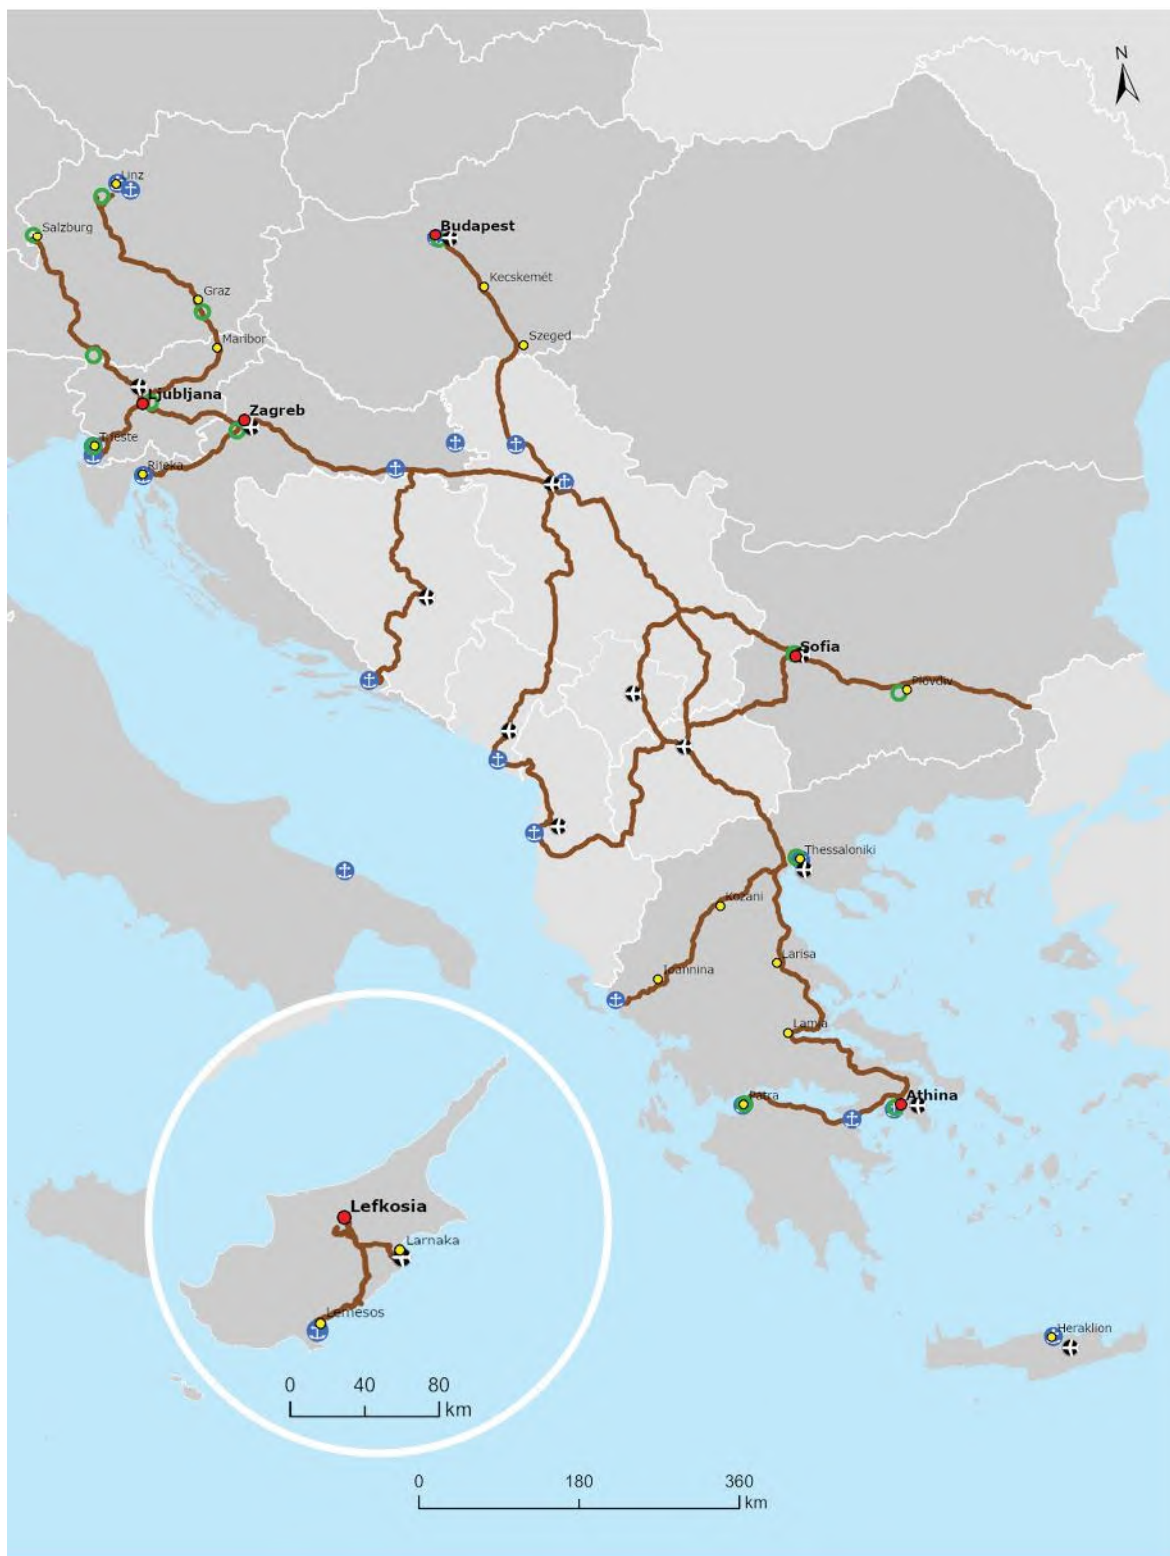 N
Linz
Salzburg
Budapest
Kecskemét
Graz
Szeged
Maribor
Ljubljana
Zagreb
Trieste
Rijeka
Sofia
Plovdiv
Thessaloniki
Kozani
Larisa
Ioannina
Lamia
Patra
Athina
Lefkosia
Larnaka
Lemesos
Heraklion
0 40 80
km
0 180 360
km